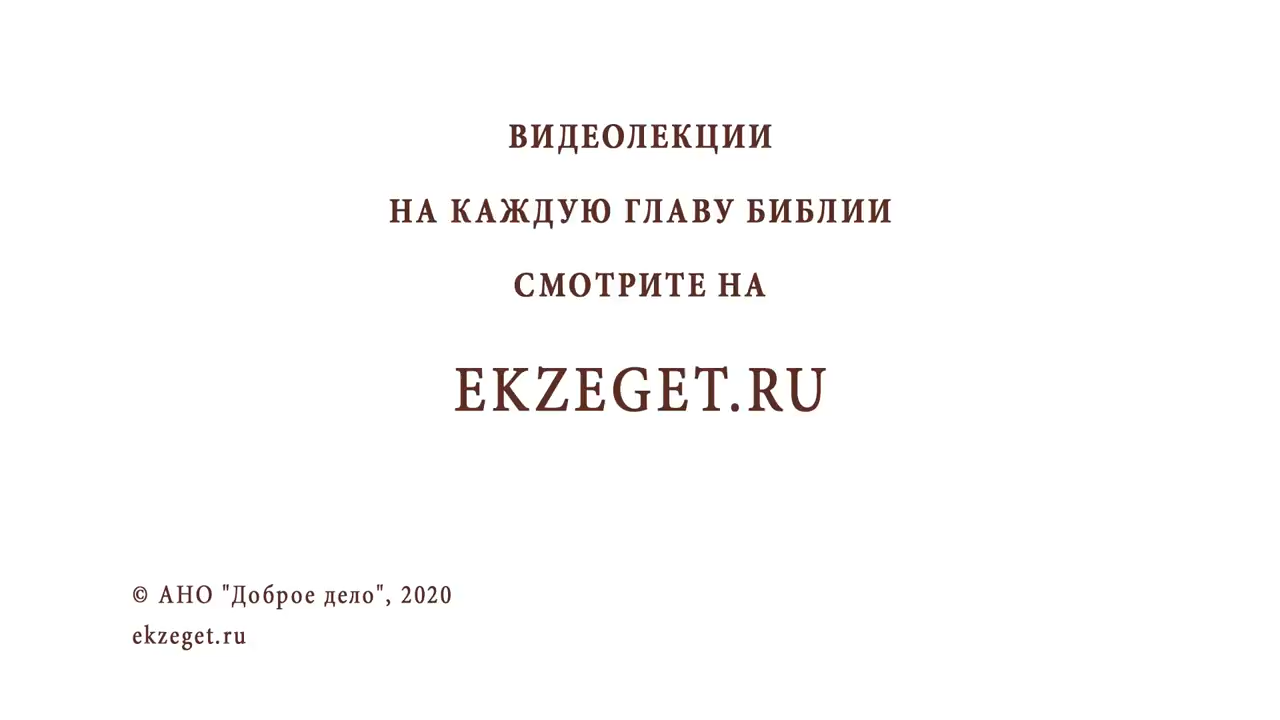 ВИДЕОЛЕКЦИИ
НА КАЖДУЮ ГЛАВУ БИБЛИИ
СМОТРИТЕ НА
EKZEGET.RU
© АНО "Доброе дело", 2020
ekzeget.ru